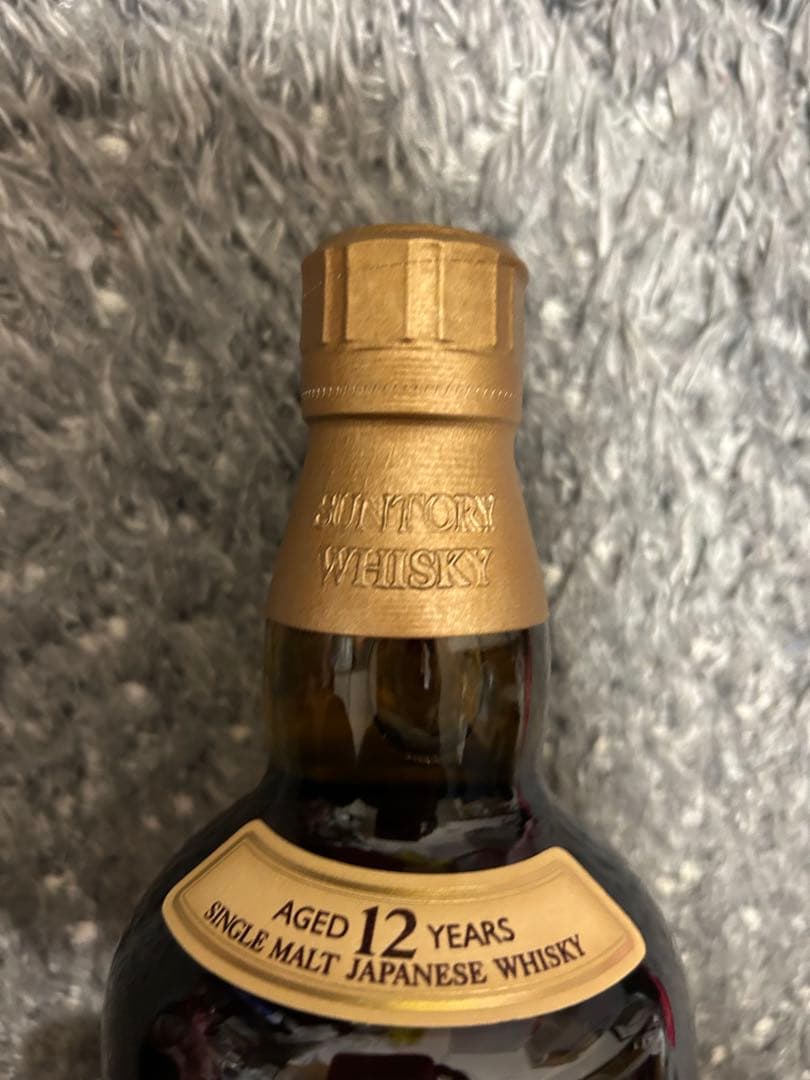 SUNTORY
WHISKY
AGED 12 YEARS
SINGLE MALT JAPANESE WHISKY